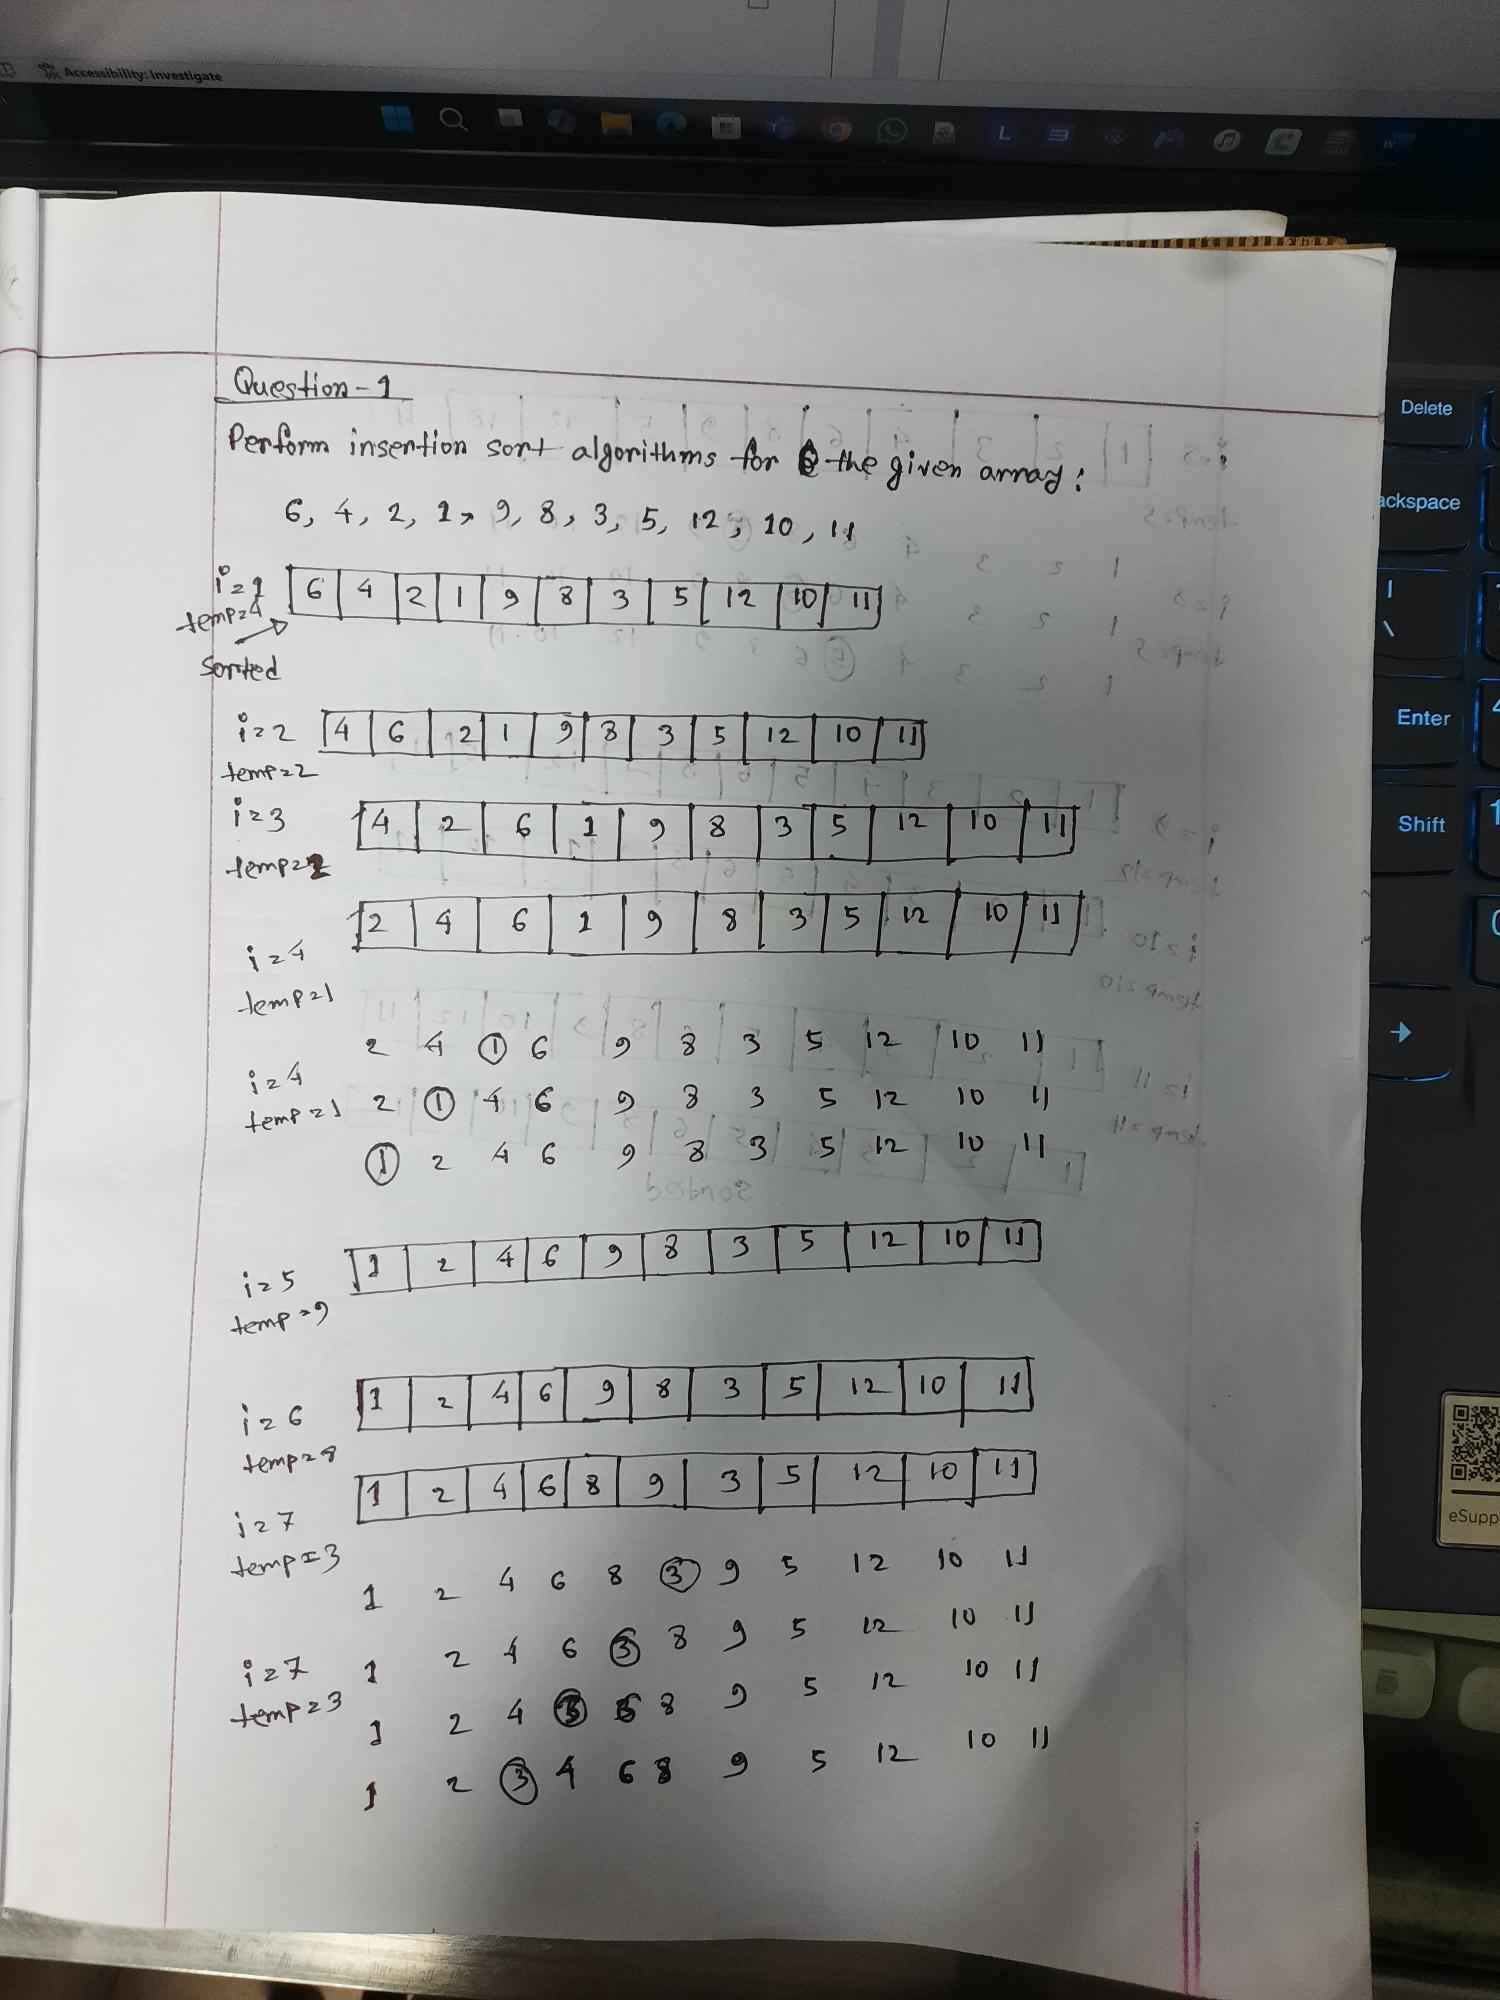 Accessibility: Investigate
Question-1
Perform insertion sort algorithms for the given array:
6, 4, 2, 1, 9, 8, 3, 5, 12, 10, 11
i=1 6 4 2 1 9 8 3 5 12 10 11
temp=4
sorted
i=2 4 6 2 1 9 8 3 5 12 10 11
temp=2
i=3 4 2 6 1 9 8 3 5 12 10 11
temp=2
2 4 6 1 9 8 3 5 12 10 11
i=4
temp=1
2 4 1 6 9 8 3 5 12 10 11
i=4
temp=1 2 1 4 6 9 8 3 5 12 10 11
1 2 4 6 9 8 3 5 12 10 11
1 2 4 6 9 8 3 5 12 10 11
i=5
temp=9
1 2 4 6 9 8 3 5 12 10 11
i=6
temp=8
1 2 4 6 8 9 3 5 12 10 11
i=7
temp=3
1 2 4 6 8 3 9 5 12 10 11
i=7 1 2 4 6 3 8 9 5 12 10 11
temp=3
1 2 4 3 6 8 9 5 12 10 11
1 2 3 4 6 8 9 5 12 10 11
Delete
ackspace
Enter
Shift
eSupp